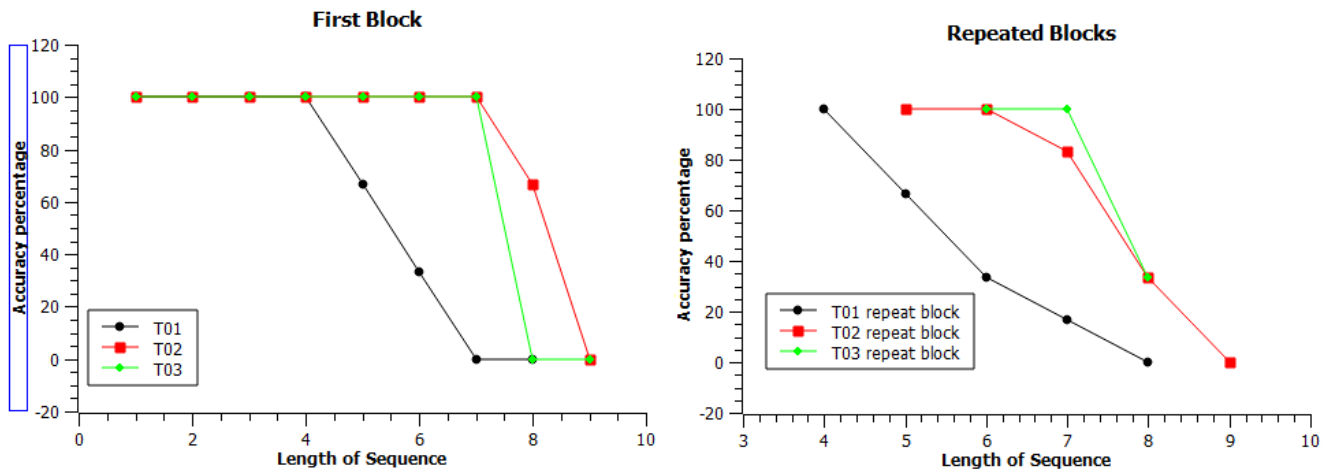 First Block
120
100
80
60
40
20
0
-20
Accuracy percentage
T01
T02
T03
0
2
4
6
8
10
Length of Sequence
Repeated Blocks
120
100
80
60
40
20
0
-20
Accuracy percentage
T01 repeat block
T02 repeat block
T03 repeat block
3
4
5
6
7
8
9
10
Length of Sequence